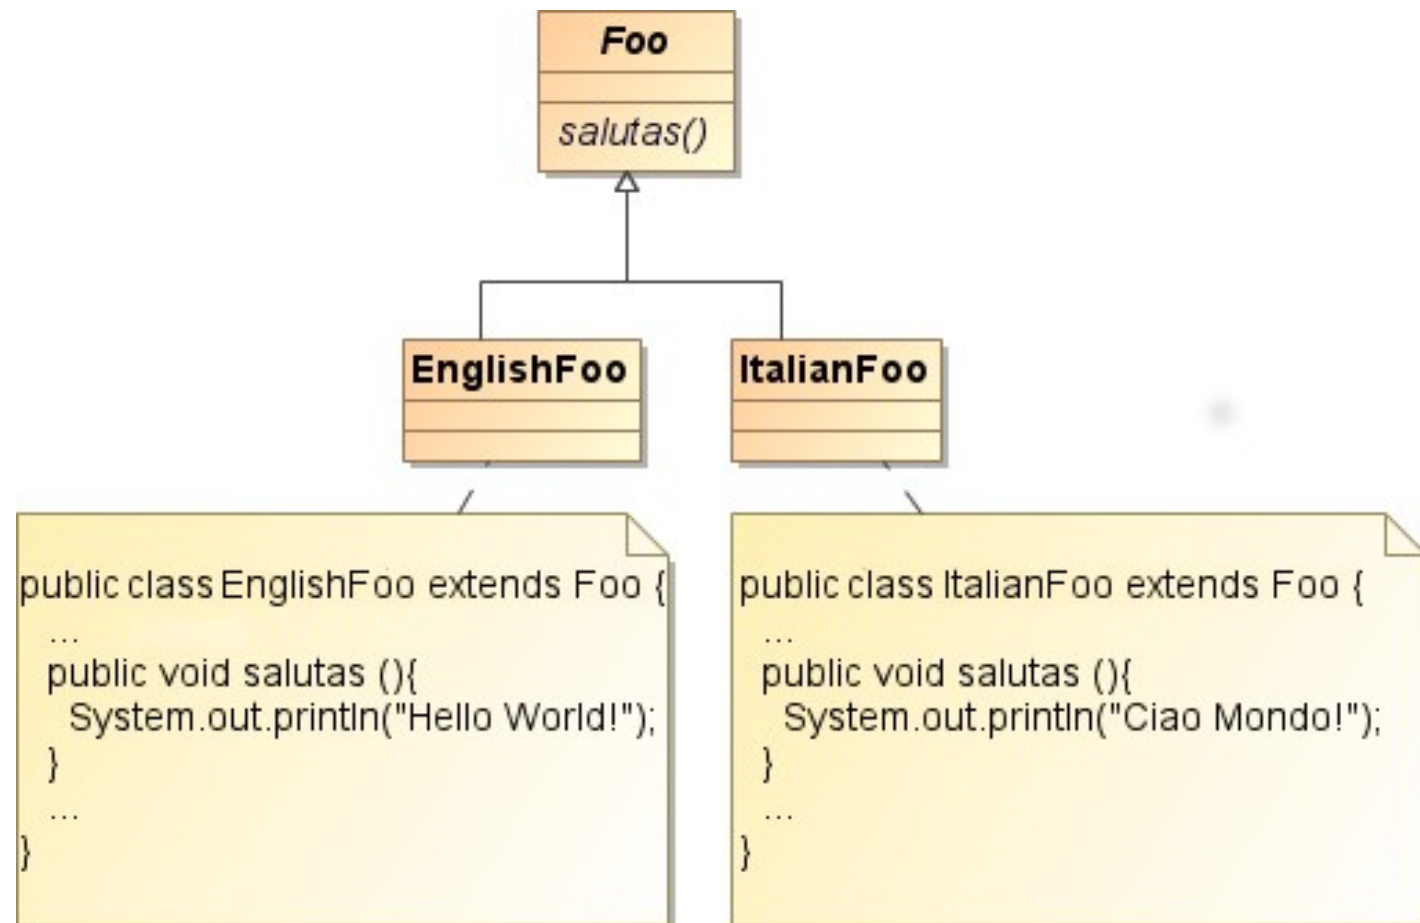 Foo
salutas()
EnglishFoo
ItalianFoo
public class EnglishFoo extends Foo {
...
public void salutas (){
System.out.println("Hello World!");
}
...
}
public class ItalianFoo extends Foo {
...
public void salutas (){
System.out.println("Ciao Mondo!");
}
...
}